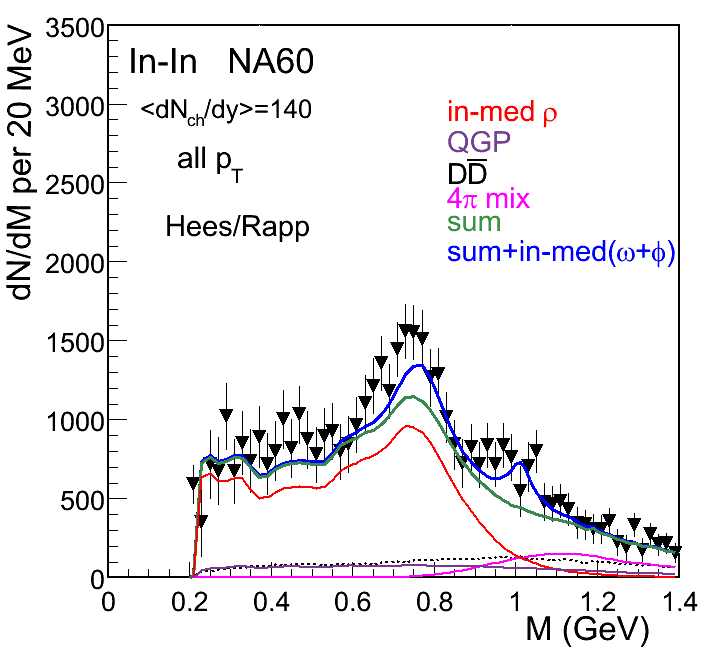 dN/dM per 20 MeV
3500
3000
2500
2000
1500
1000
500
0
In-In NA60
<dN_ch/dy>=140
all p_T
Hees/Rapp
in-med ρ
QGP
DD̅
4π mix
sum
sum+in-med(ω+ϕ)
0 0.2 0.4 0.6 0.8 1 1.2 1.4
M (GeV)